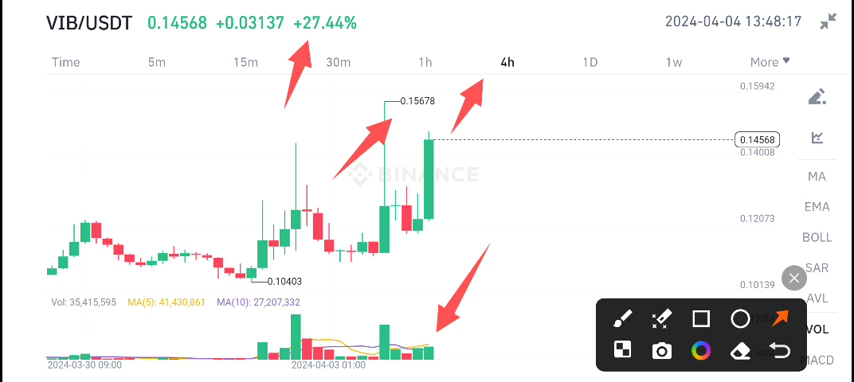 VIB/USDT 0.14568 +0.03137 +27.44% 2024-04-04 13:48:17
Time 5m 15m 30m 1h 4h 1D 1w More
0.15942
0.15678
0.14568
0.14008
BINANCE
MA
EMA
0.12073
BOLL
SAR
0.10403
0.10139
AVL
Vol: 35,415,595 MA(5): 41,430,861 MA(10): 27,207,332
VOL
MACD
2024-03-30 09:00 2024-04-03 01:00